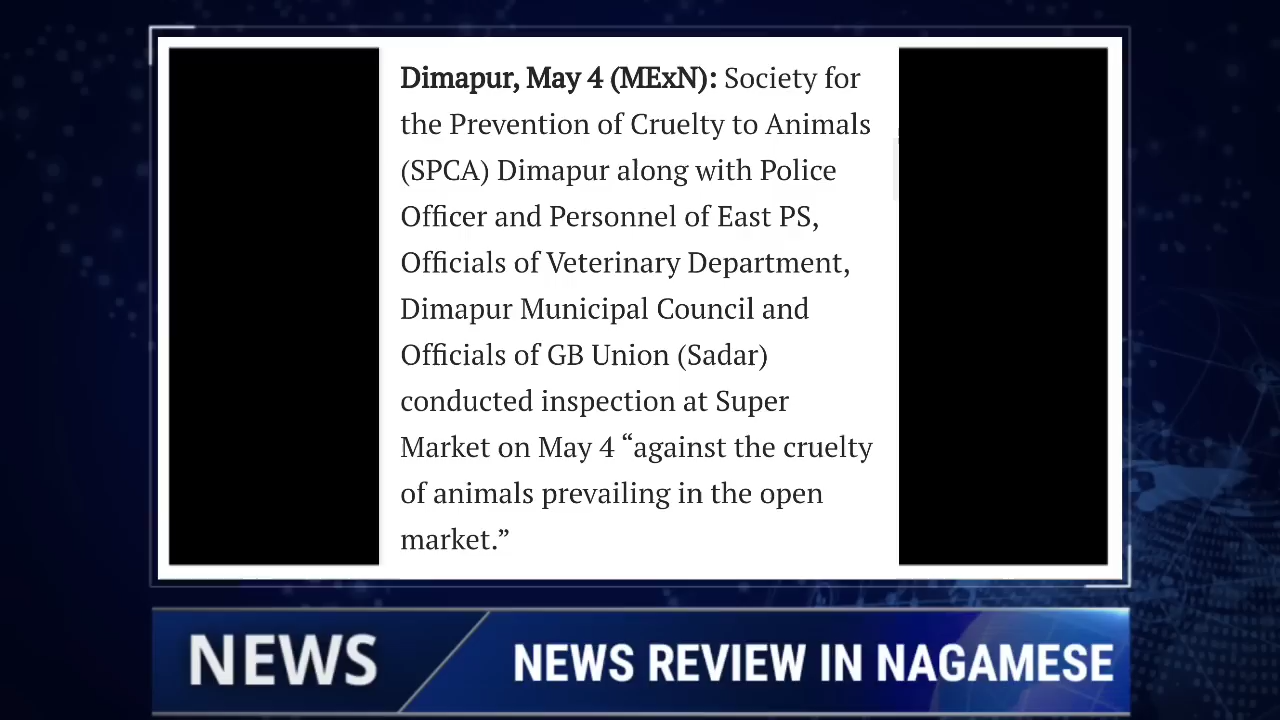 Dimapur, May 4 (MExN): Society for
the Prevention of Cruelty to Animals
(SPCA) Dimapur along with Police
Officer and Personnel of East PS,
Officials of Veterinary Department,
Dimapur Municipal Council and
Officials of GB Union (Sadar)
conducted inspection at Super
Market on May 4 “against the cruelty
of animals prevailing in the open
market.”
NEWS
NEWS REVIEW IN NAGAMESE